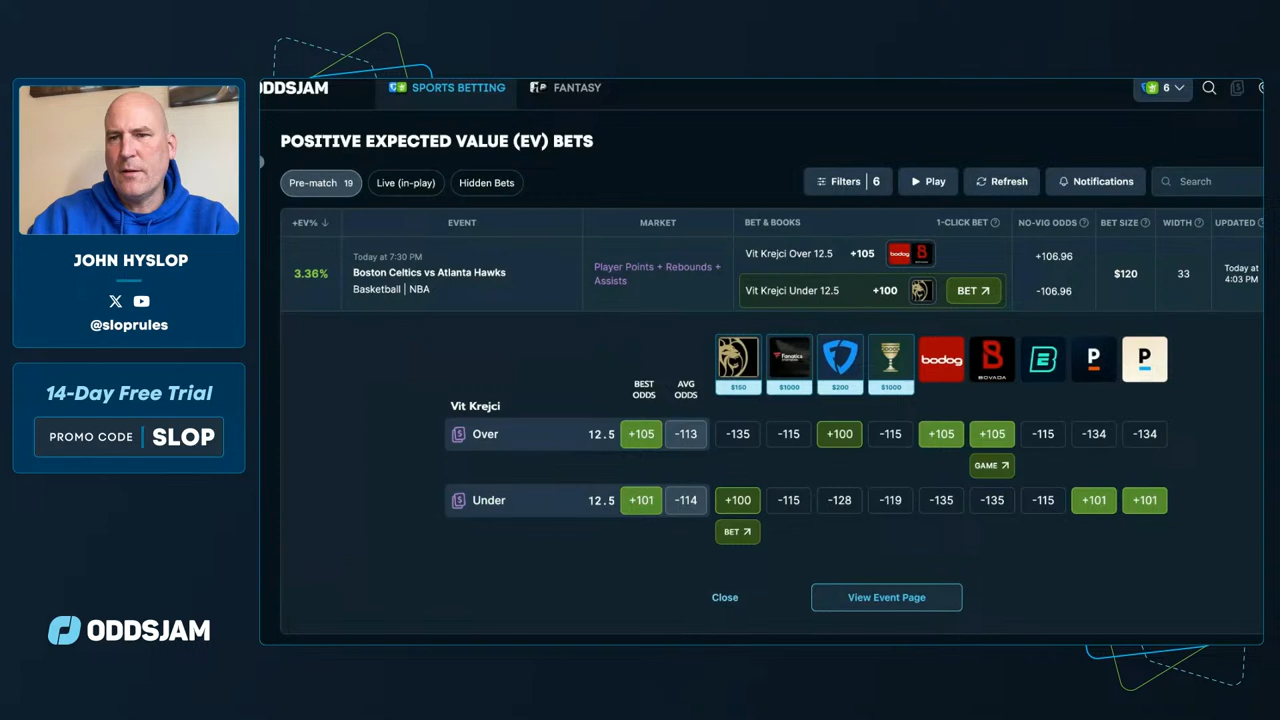 JOHN HYSLOP
@sloprules
14-Day Free Trial
PROMO CODE SLOP
ODDSJAM
ODDSJAM SPORTS BETTING FANTASY 6
POSITIVE EXPECTED VALUE (EV) BETS
Pre-match 19 Live (in-play) Hidden Bets Filters 6 Play Refresh Notifications Search
+EV% EVENT MARKET BET & BOOKS 1-CLICK BET NO-VIG ODDS BET SIZE WIDTH UPDATED
3.36%
Today at 7:30 PM
Boston Celtics vs Atlanta Hawks
Basketball | NBA
Player Points + Rebounds +
Assists
Vit Krejci Over 12.5 +105 bodog B
Vit Krejci Under 12.5 +100 BET
+106.96
-106.96
$120
33
Today at
4:03 PM
Fanatics bodog B BOVADA E P P
$150 $1000 $200 $1000
BEST ODDS
AVG ODDS
Vit Krejci
Over 12.5 +105 -113 -135 -115 +100 -115 +105 +105 -115 -134 -134
GAME
Under 12.5 +101 -114 +100 -115 -128 -119 -135 -135 -115 +101 +101
BET
Close View Event Page